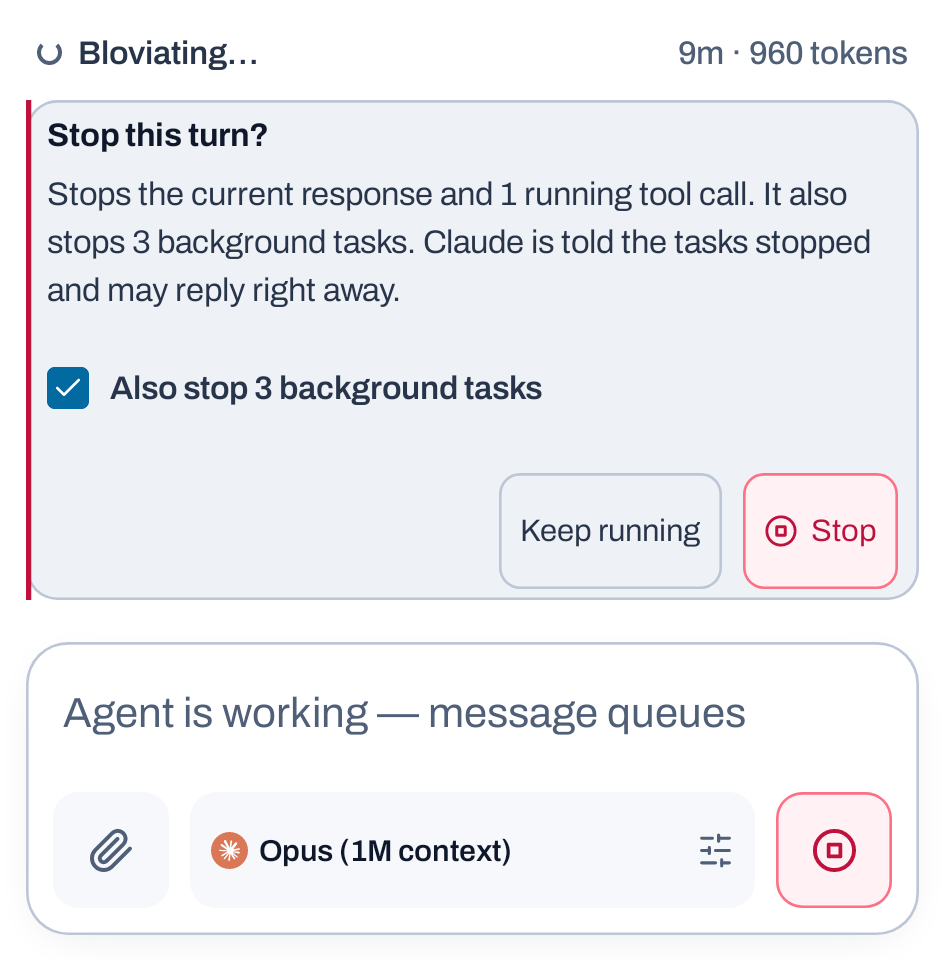 Bloviating…
9m · 960 tokens
Stop this turn?
Stops the current response and 1 running tool call. It also
stops 3 background tasks. Claude is told the tasks stopped
and may reply right away.
Also stop 3 background tasks
Keep running
Stop
Agent is working — message queues
Opus (1M context)